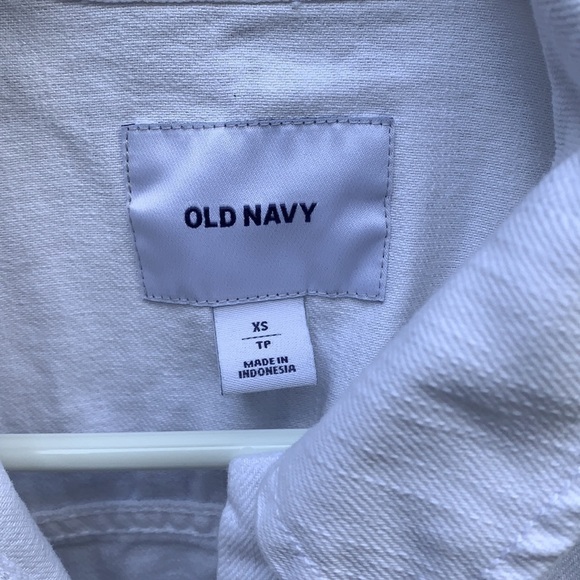 OLD NAVY
XS
TP
MADE IN
INDONESIA